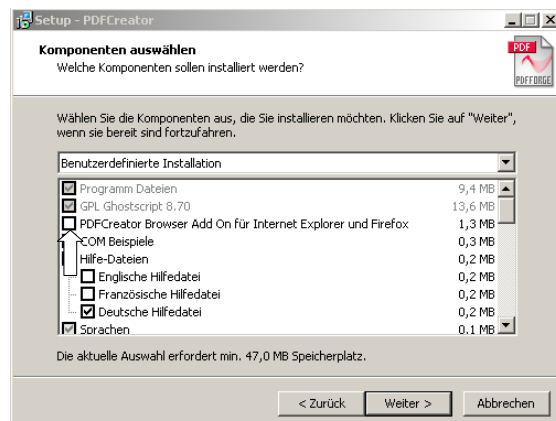 Setup - PDFCreator
Komponenten auswählen
Welche Komponenten sollen installiert werden?
PDF
PDFFORGE
Wählen Sie die Komponenten aus, die Sie installieren möchten. Klicken Sie auf "Weiter",
wenn sie bereit sind fortzufahren.
Benutzerdefinierte Installation
Programm Dateien 9,4 MB
GPL Ghostscript 8.70 13,6 MB
PDFCreator Browser Add On für Internet Explorer und Firefox 1,3 MB
COM Beispiele 0,3 MB
Hilfe-Dateien 0,2 MB
Englische Hilfedatei 0,2 MB
Französische Hilfedatei 0,2 MB
Deutsche Hilfedatei 0,2 MB
Sprachen 0.1 MB
Die aktuelle Auswahl erfordert min. 47,0 MB Speicherplatz.
< Zurück Weiter > Abbrechen